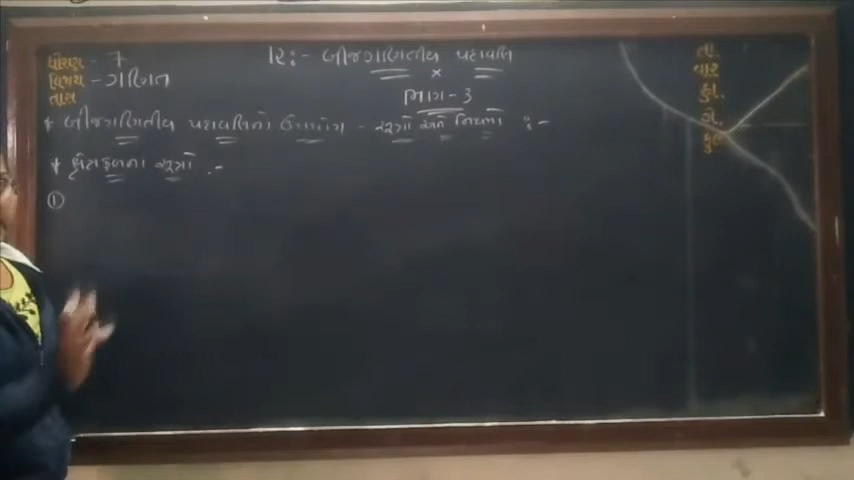 ધોરણ - 7
વિષય - ગણિત
તાસ
12:- બીજગણિતીય પદાવલિ
×
ભાગ-3
* બીજગણિતીય પદાવલિનો ઉપયોગ - સૂત્રો અને નિયમો :-
* ક્ષેત્રફળના સૂત્રો :-
①
તા.
વાર
હા.
ગે.
કુલ